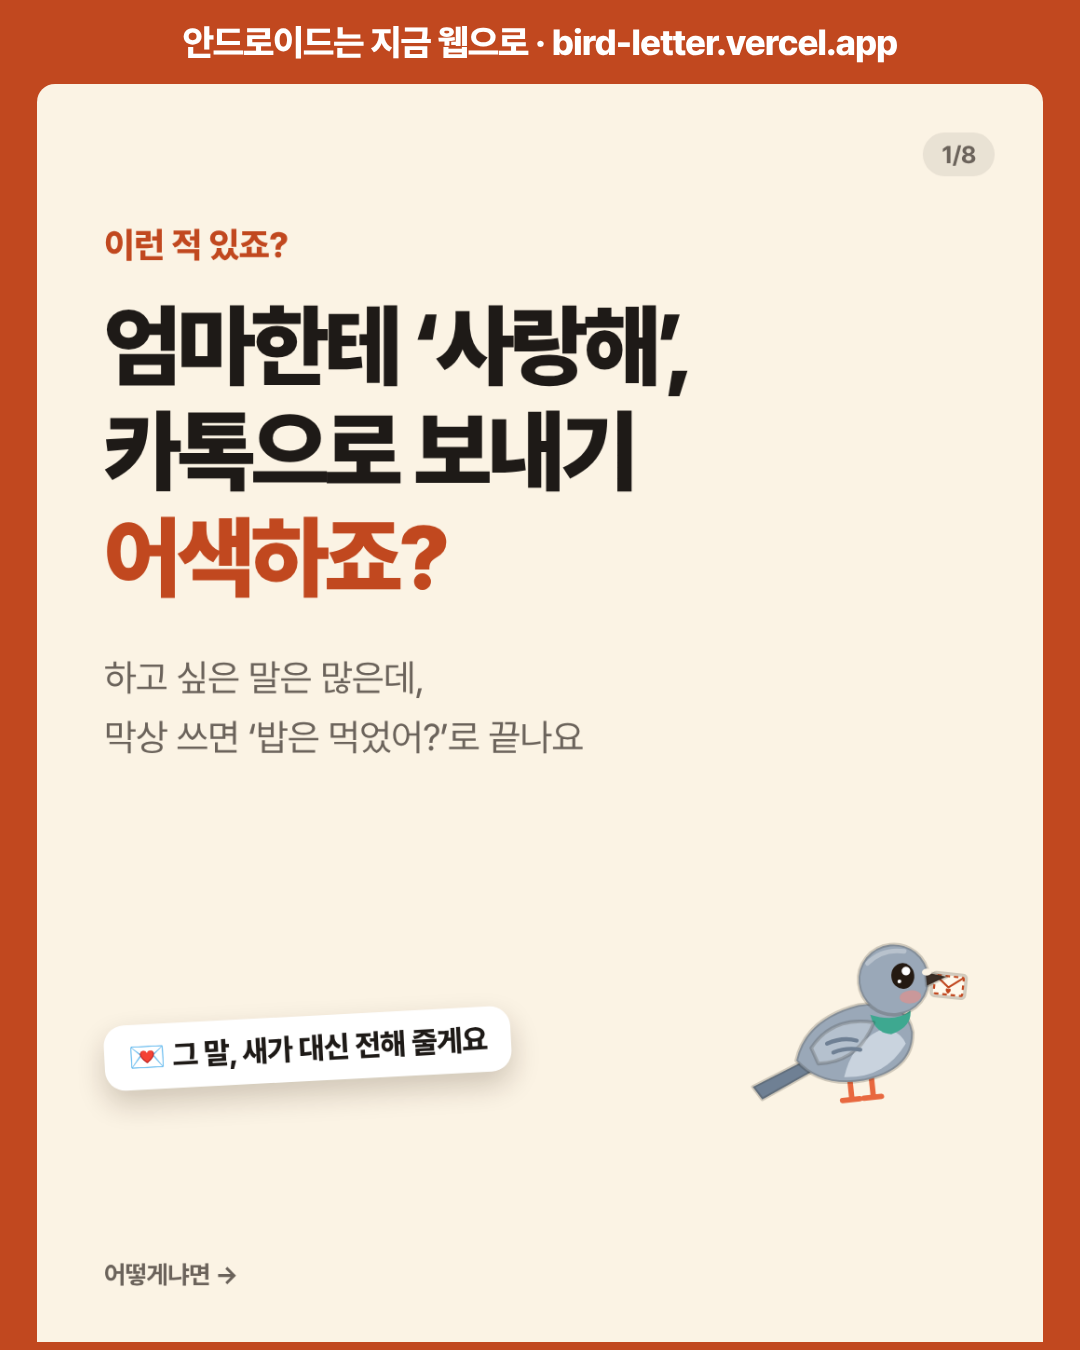 안드로이드는 지금 웹으로 · bird-letter.vercel.app
1/8
이런 적 있죠?
엄마한테 ‘사랑해’,
카톡으로 보내기
어색하죠?
하고 싶은 말은 많은데,
막상 쓰면 ‘밥은 먹었어?’로 끝나요
💌 그 말, 새가 대신 전해 줄게요
어떻게냐면 →